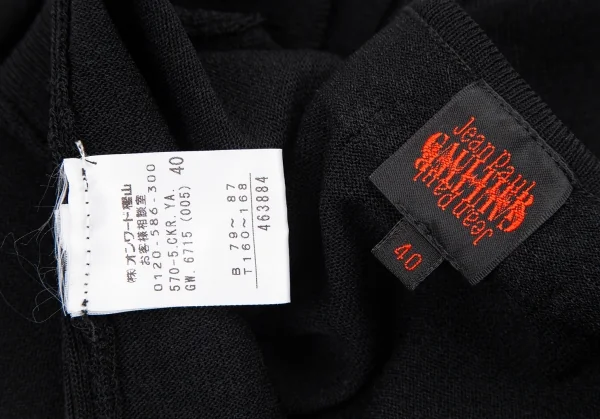 (株)オンワード樫山
お客様相談室
0120-586-300
570-5.CKR.YA. 40
GW. 6715 (005)
B 79～ 87
T160～168
463884
Jean Paul
GAULTIER
Jean Paul
40